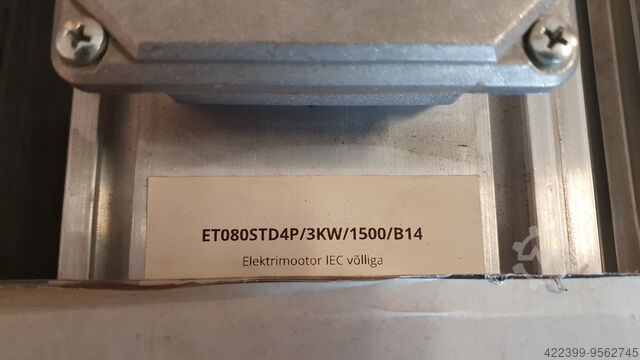 ET080STD4P/3KW/1500/B14
Elektrimootor IEC võlliga
422399-9562745